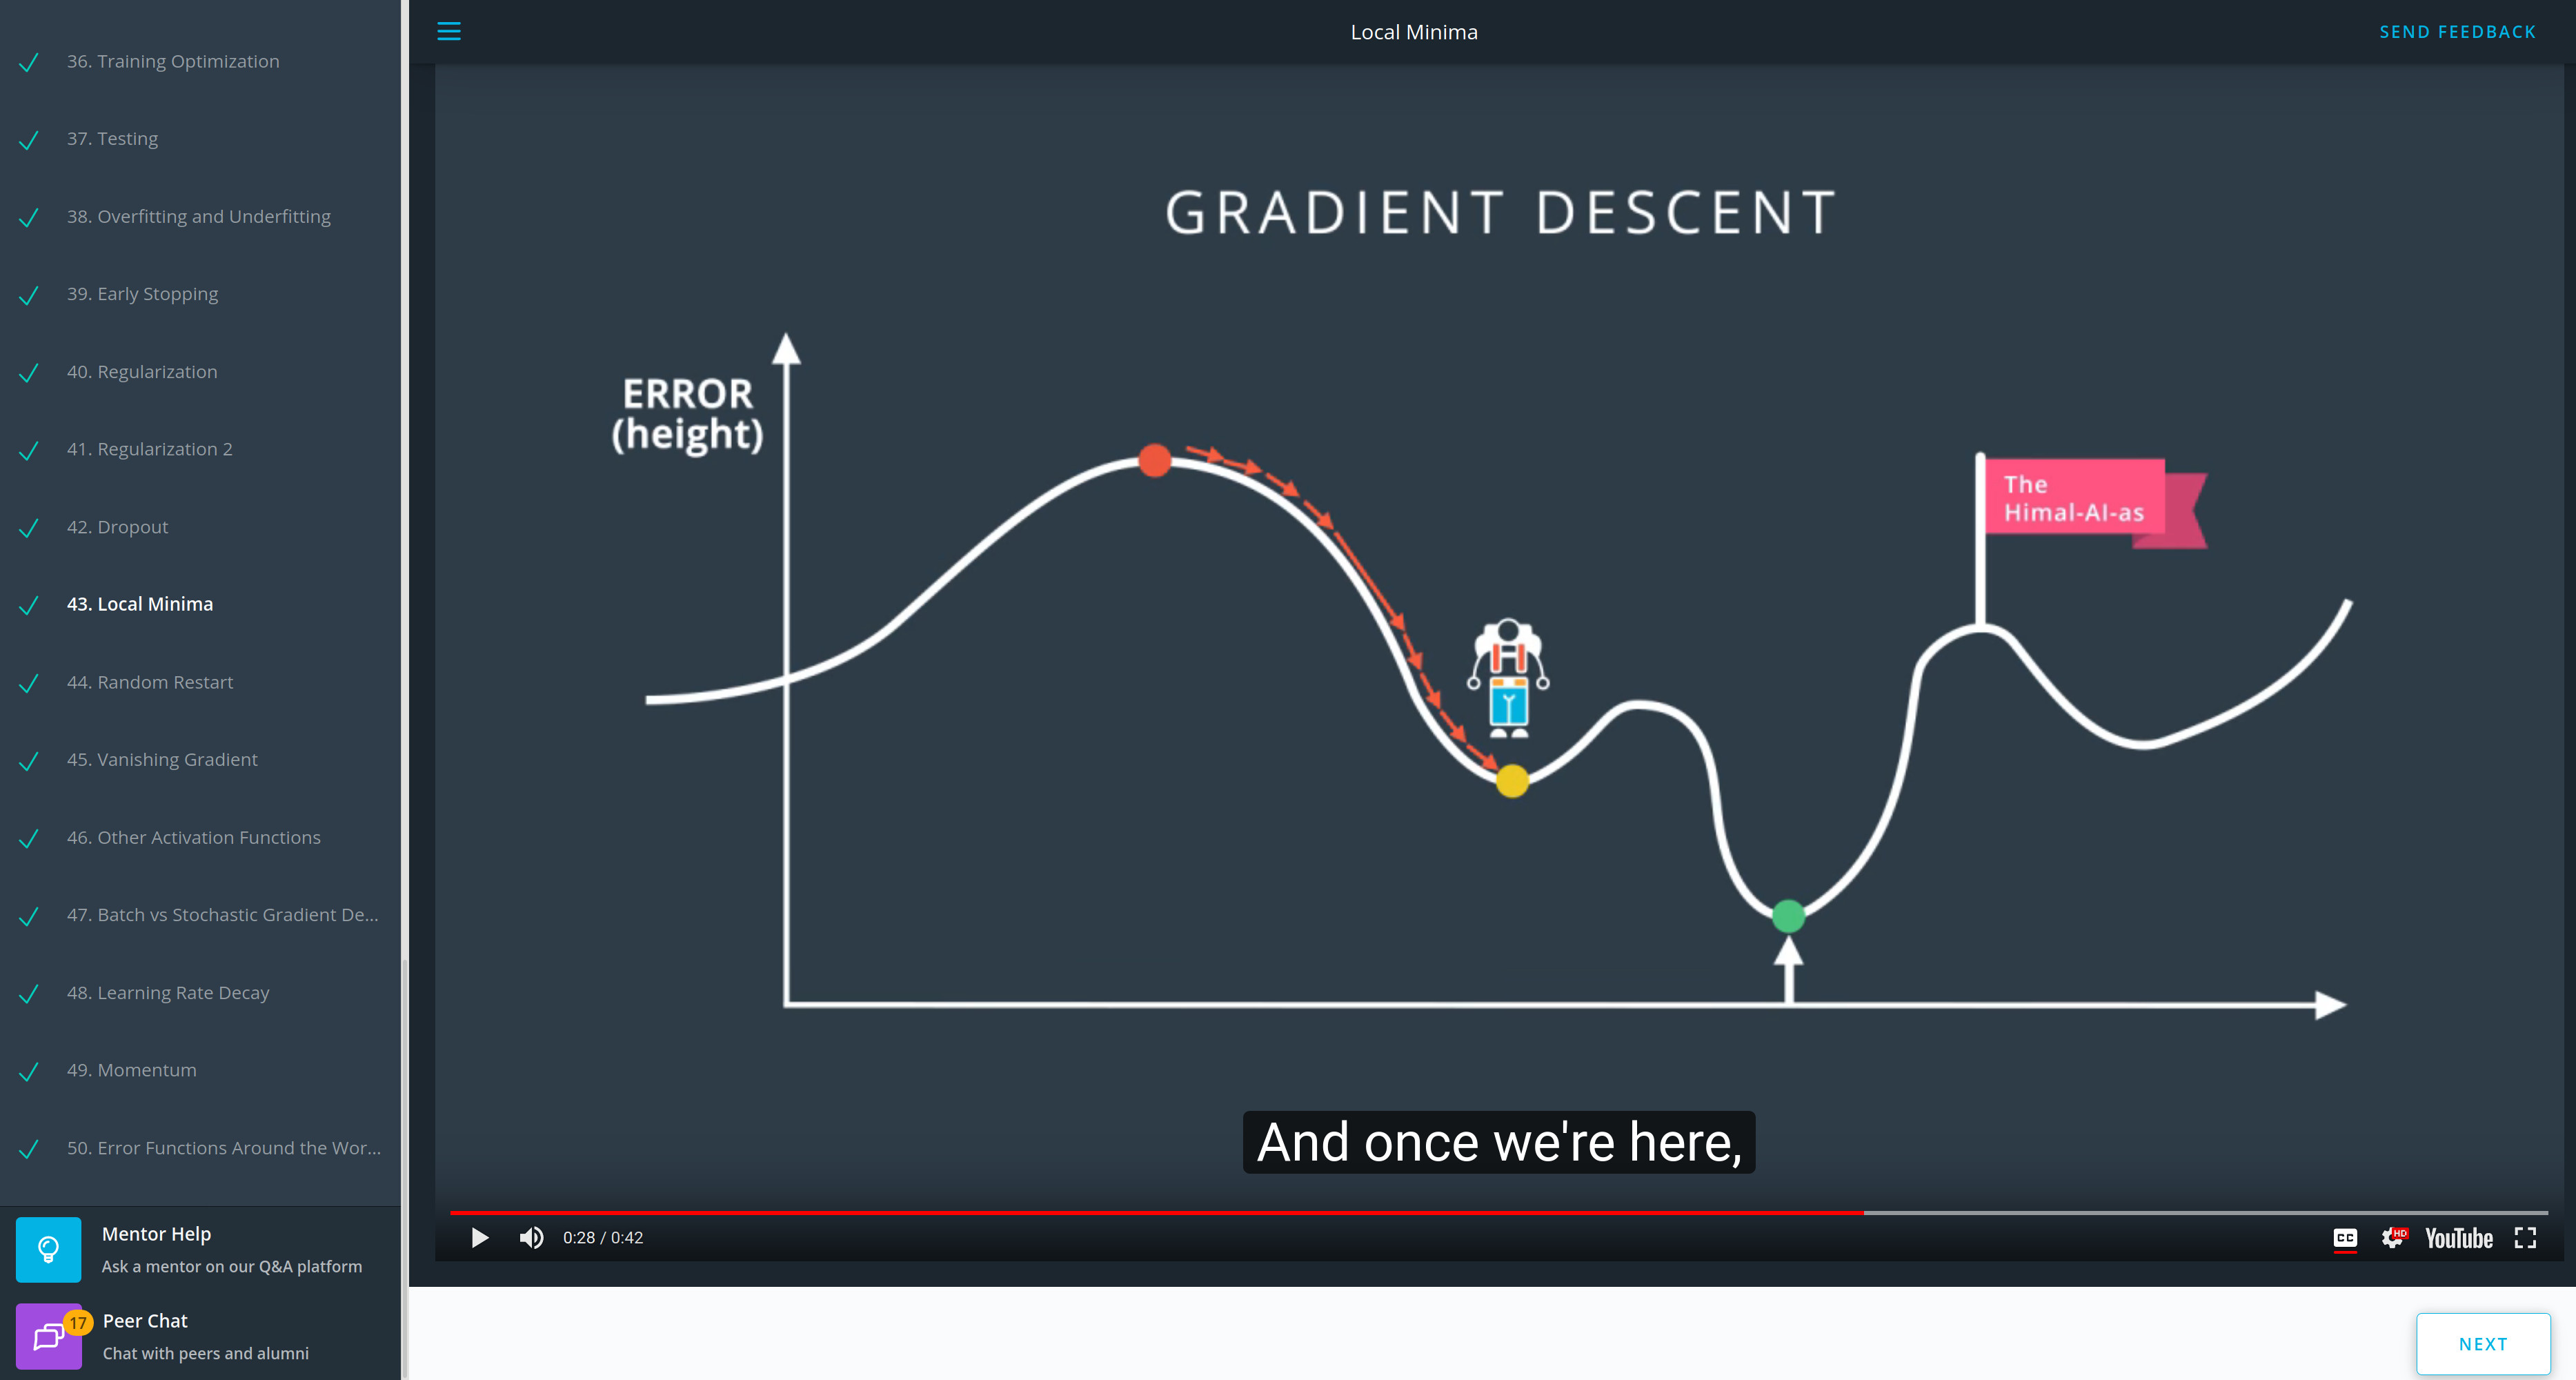 36. Training Optimization
37. Testing
38. Overfitting and Underfitting
39. Early Stopping
40. Regularization
41. Regularization 2
42. Dropout
43. Local Minima
44. Random Restart
45. Vanishing Gradient
46. Other Activation Functions
47. Batch vs Stochastic Gradient De...
48. Learning Rate Decay
49. Momentum
50. Error Functions Around the Wor...
Mentor Help
Ask a mentor on our Q&A platform
17
Peer Chat
Chat with peers and alumni
Local Minima
SEND FEEDBACK
GRADIENT DESCENT
ERROR
(height)
The
Himal-AI-as
And once we're here,
0:28 / 0:42
CC
HD
YouTube
NEXT